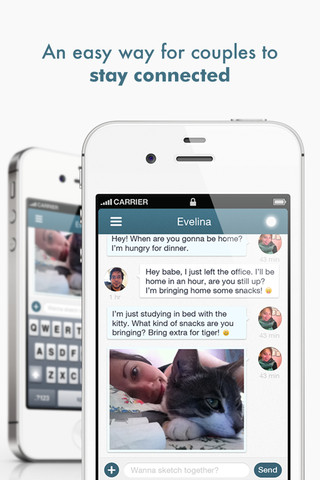 An easy way for couples to
stay connected
CARRIER
CARRIER
Evelina
Hey! When are you gonna be home?
I'm hungry for dinner.
43 min
Hey babe, I just left the office. I'll be
home in an hour, are you still up?
I'm bringing home some snacks! 😊
1 hr
I'm just studying in bed with the
kitty. What kind of snacks are you
bringing? Bring extra for tiger! 😊
43 min
43 min
Wanna sketch together?
Send
Q W E R T
A S D F
Z X C
.?123